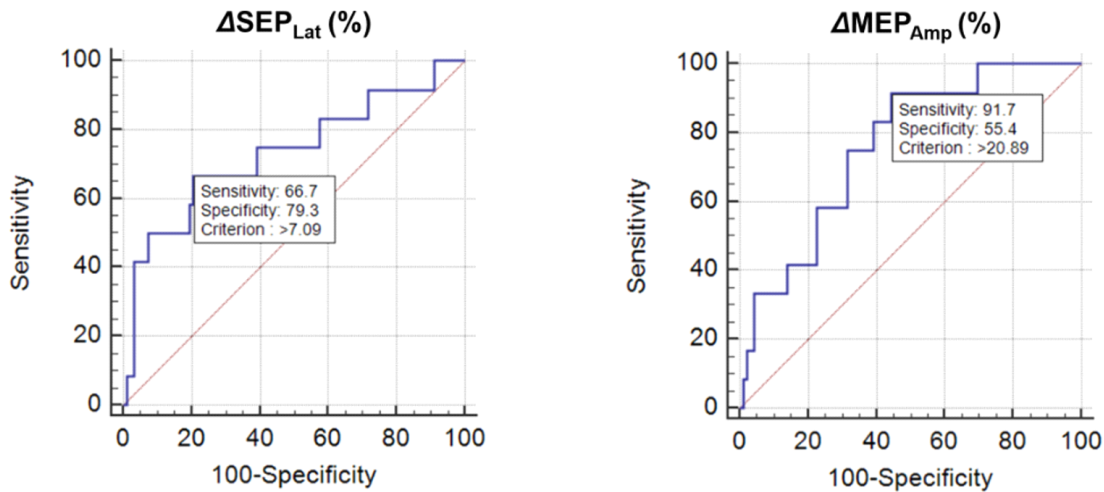 ΔSEPLat (%)
100
80
60
40
20
0
Sensitivity
Sensitivity: 66.7
Specificity: 79.3
Criterion : >7.09
0 20 40 60 80 100
100-Specificity
ΔMEPAmp (%)
100
80
60
40
20
0
Sensitivity
Sensitivity: 91.7
Specificity: 55.4
Criterion : >20.89
0 20 40 60 80 100
100-Specificity